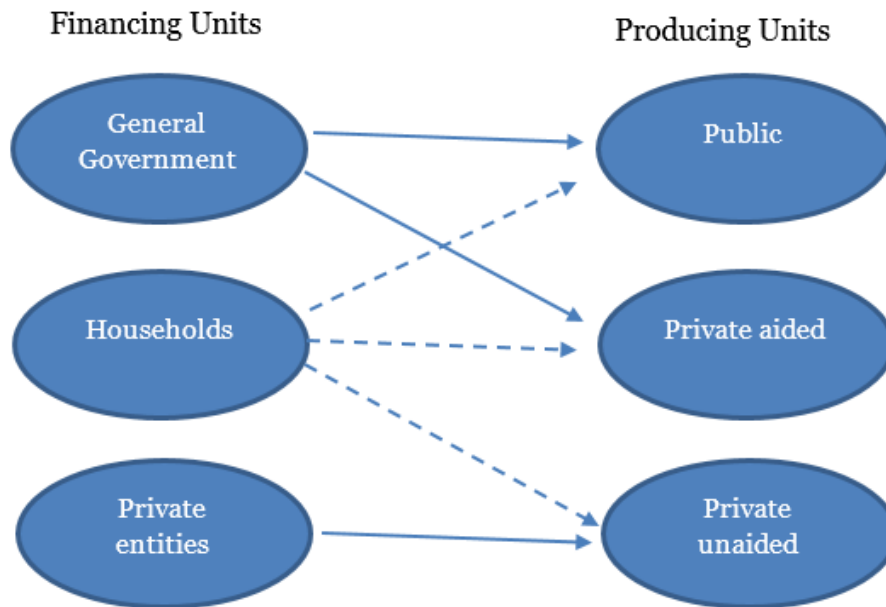 Financing Units
Producing Units
General
Government
Public
Households
Private aided
Private
entities
Private
unaided